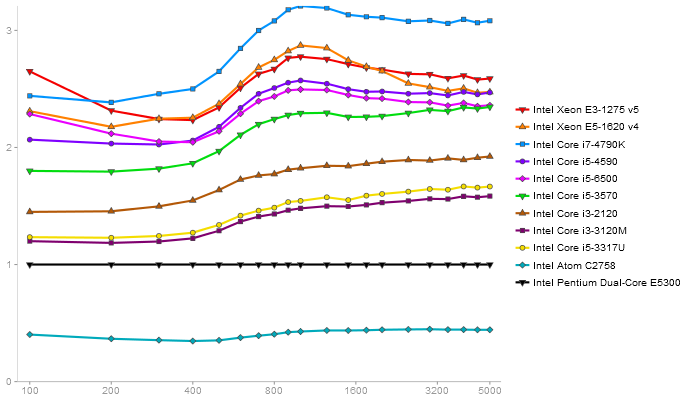 3
2
1
0
100 200 400 800 1600 3200 5000
Intel Xeon E3-1275 v5
Intel Xeon E5-1620 v4
Intel Core i7-4790K
Intel Core i5-4590
Intel Core i5-6500
Intel Core i5-3570
Intel Core i3-2120
Intel Core i3-3120M
Intel Core i5-3317U
Intel Atom C2758
Intel Pentium Dual-Core E5300